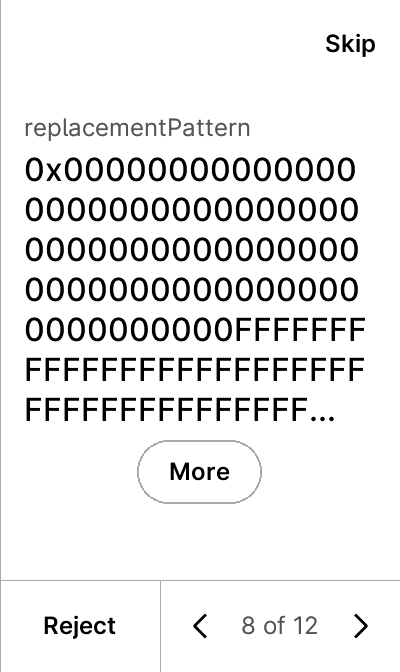 Skip
replacementPattern
0x00000000000000
0000000000000000
0000000000000000
0000000000000000
0000000000FFFFFFF
FFFFFFFFFFFFFFFFFF
FFFFFFFFFFFFFFF...
More
Reject
8 of 12